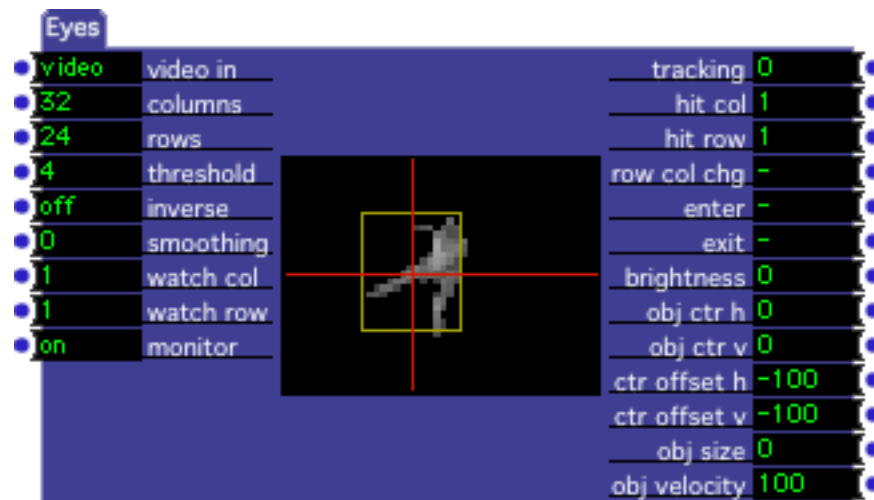 Eyes
video video in
32 columns
24 rows
4 threshold
off inverse
0 smoothing
1 watch col
1 watch row
on monitor
tracking 0
hit col 1
hit row 1
row col chg -
enter -
exit -
brightness 0
obj ctr h 0
obj ctr v 0
ctr offset h -100
ctr offset v -100
obj size 0
obj velocity 100